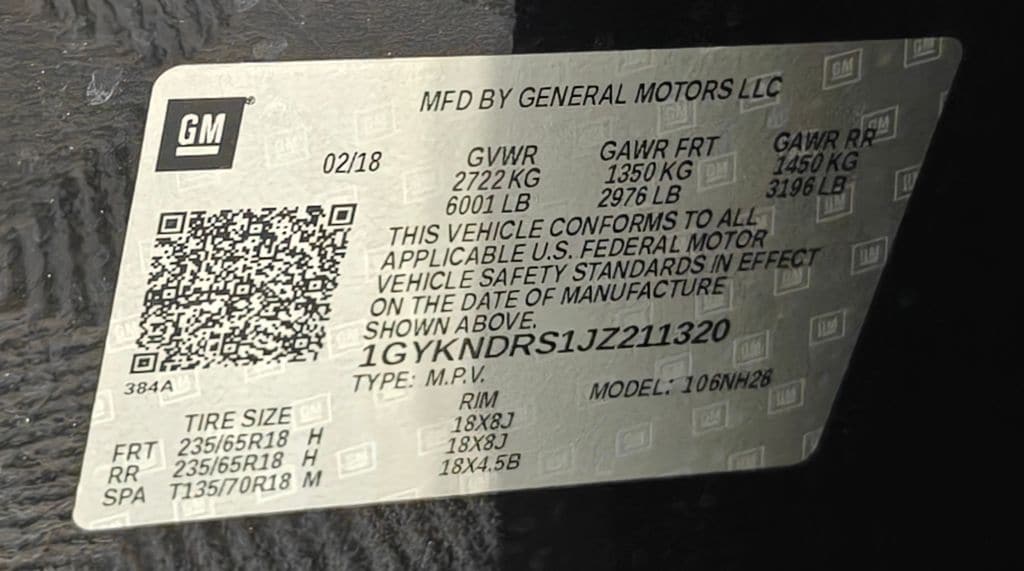 GM
MFD BY GENERAL MOTORS LLC
02/18 GVWR GAWR FRT GAWR RR
2722 KG 1350 KG 1450 KG
6001 LB 2976 LB 3196 LB
THIS VEHICLE CONFORMS TO ALL
APPLICABLE U.S. FEDERAL MOTOR
VEHICLE SAFETY STANDARDS IN EFFECT
ON THE DATE OF MANUFACTURE
SHOWN ABOVE.
1GYKNDRS1JZ211320
384A
TYPE: M.P.V. MODEL: 106NH26
TIRE SIZE RIM
FRT 235/65R18 H 18X8J
RR 235/65R18 H 18X8J
SPA T135/70R18 M 18X4.5B